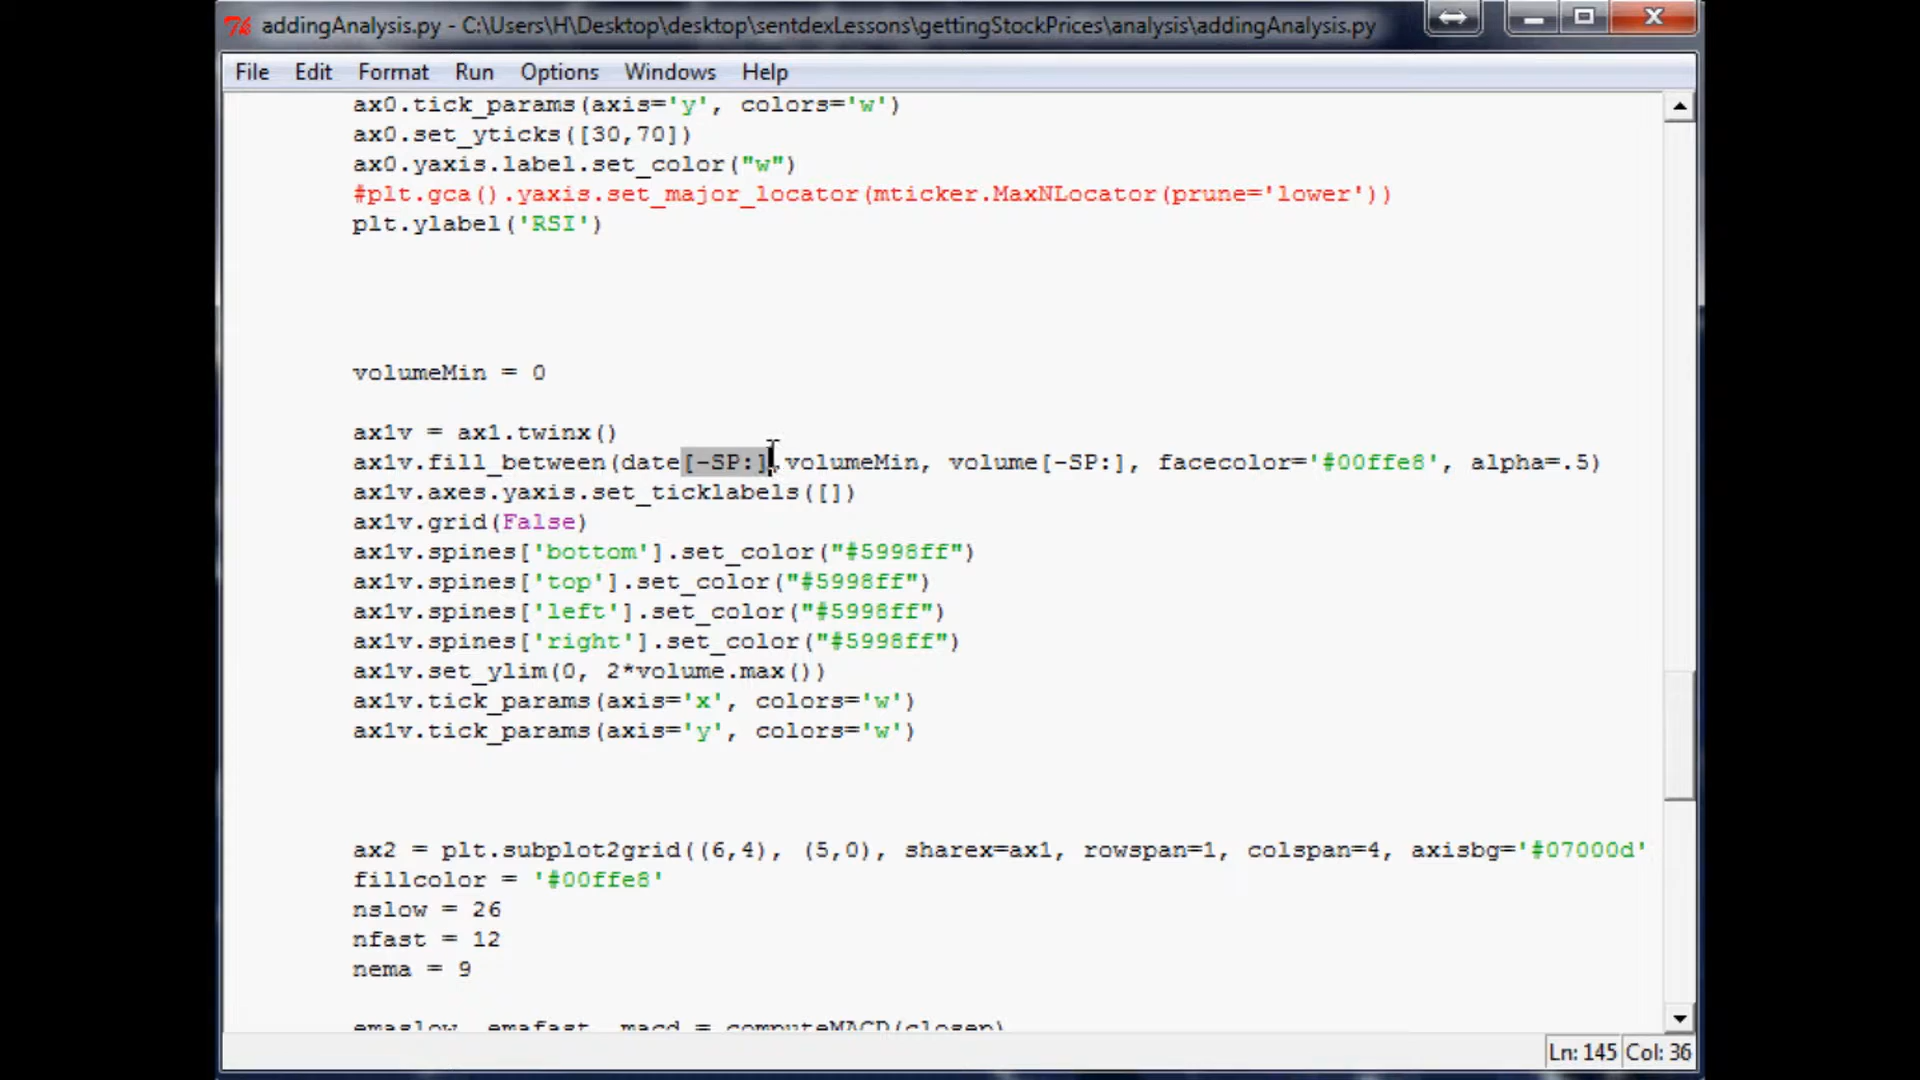 addingAnalysis.py - C:\Users\H\Desktop\desktop\sentdexLessons\gettingStockPrices\analysis\addingAnalysis.py
File Edit Format Run Options Windows Help
ax0.tick_params(axis='y', colors='w')
ax0.set_yticks([30,70])
ax0.yaxis.label.set_color("w")
#plt.gca().yaxis.set_major_locator(mticker.MaxNLocator(prune='lower'))
plt.ylabel('RSI')
volumeMin = 0
ax1v = ax1.twinx()
ax1v.fill_between(date[-SP:],volumeMin, volume[-SP:], facecolor='#00ffe8', alpha=.5)
ax1v.axes.yaxis.set_ticklabels([])
ax1v.grid(False)
ax1v.spines['bottom'].set_color("#5998ff")
ax1v.spines['top'].set_color("#5998ff")
ax1v.spines['left'].set_color("#5998ff")
ax1v.spines['right'].set_color("#5998ff")
ax1v.set_ylim(0, 2*volume.max())
ax1v.tick_params(axis='x', colors='w')
ax1v.tick_params(axis='y', colors='w')
ax2 = plt.subplot2grid((6,4), (5,0), sharex=ax1, rowspan=1, colspan=4, axisbg='#07000d'
fillcolor = '#00ffe8'
nslow = 26
nfast = 12
nema = 9
emaslow, emafast, macd = computeMACD(closep)
Ln: 145 Col: 36